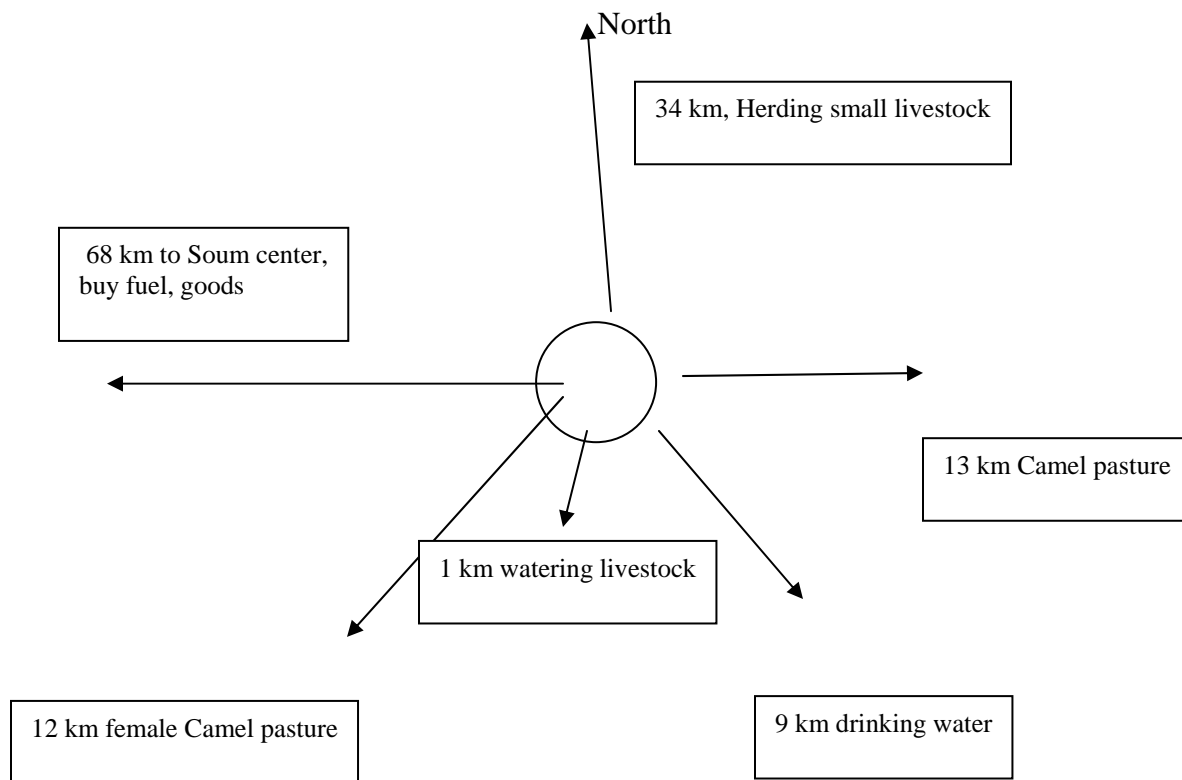 North
34 km, Herding small livestock
68 km to Soum center,
buy fuel, goods
13 km Camel pasture
1 km watering livestock
12 km female Camel pasture
9 km drinking water